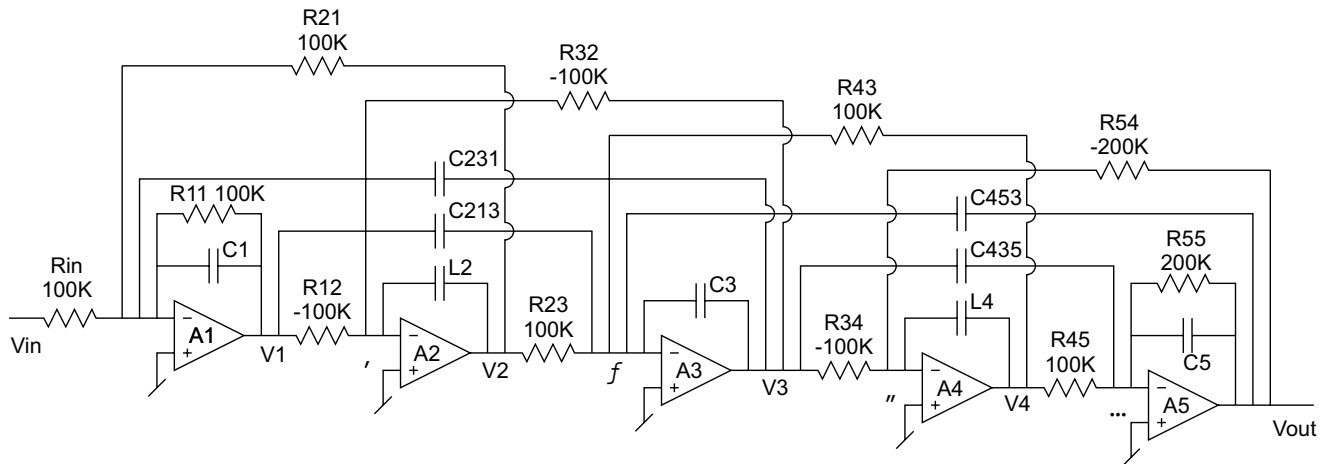 R21
100K
R32
-100K
R43
100K
R54
-200K
C231
R11 100K
C213
C453
C1
L2
C435
R55
200K
Rin
100K
R12
-100K
R23
100K
C3
R34
-100K
L4
R45
100K
C5
Vin
A1
V1
A2
V2
A3
V3
A4
V4
A5
Vout
−
+
−
+
−
+
−
+
−
+
′
ƒ
″
...